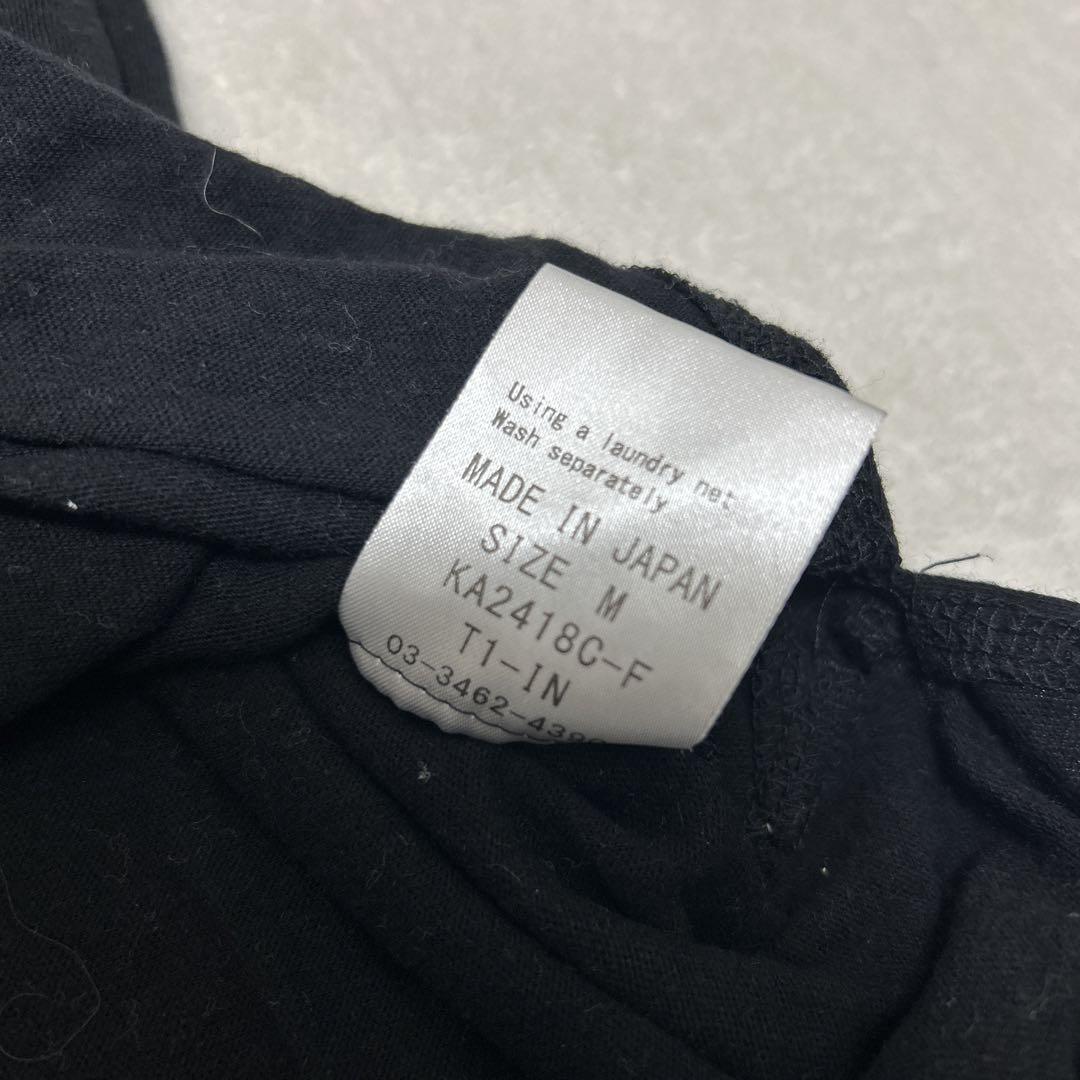 Using a laundry net
Wash separately
MADE IN JAPAN
SIZE M
KA2418C-F
T1-IN